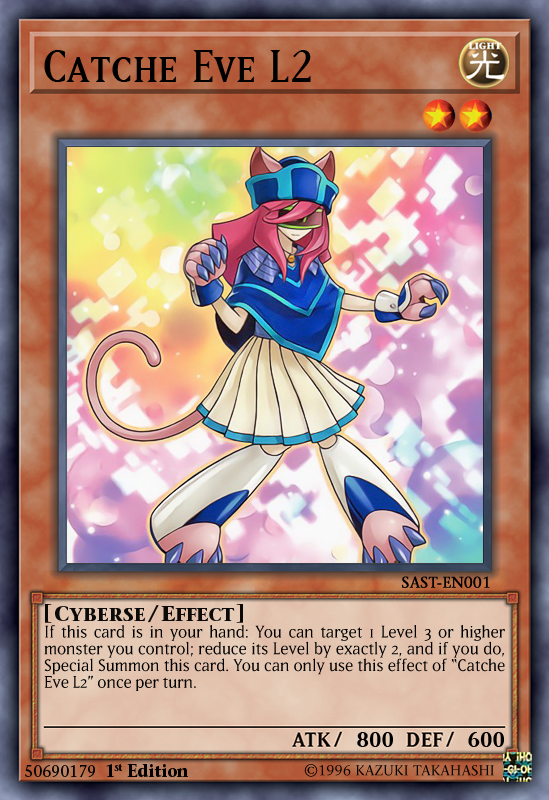 Catche Eve L2
LIGHT
光
SAST-EN001
[Cyberse/Effect]
If this card is in your hand: You can target 1 Level 3 or higher
monster you control; reduce its Level by exactly 2, and if you do,
Special Summon this card. You can only use this effect of “Catche
Eve L2” once per turn.
ATK/ 800 DEF/ 600
50690179 1st Edition ©1996 KAZUKI TAKAHASHI